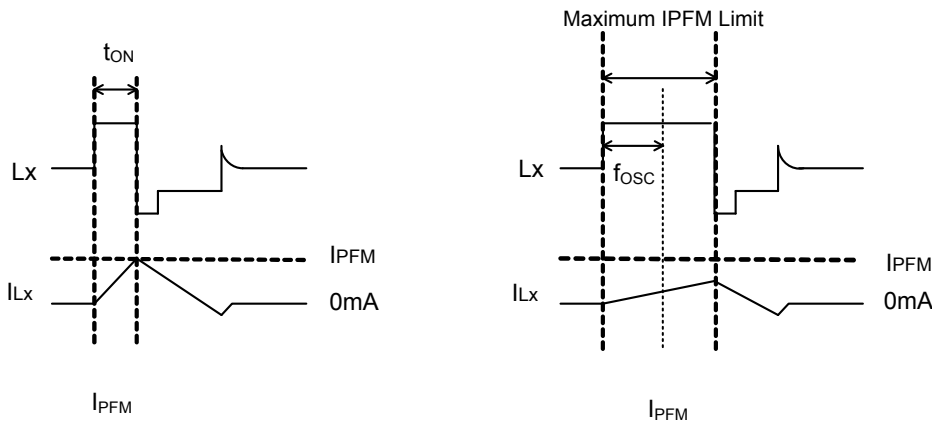 Maximum IPFM Limit
tON
Lx
Lx
fOSC
IPFM
IPFM
ILx
0mA
ILx
0mA
IPFM
IPFM